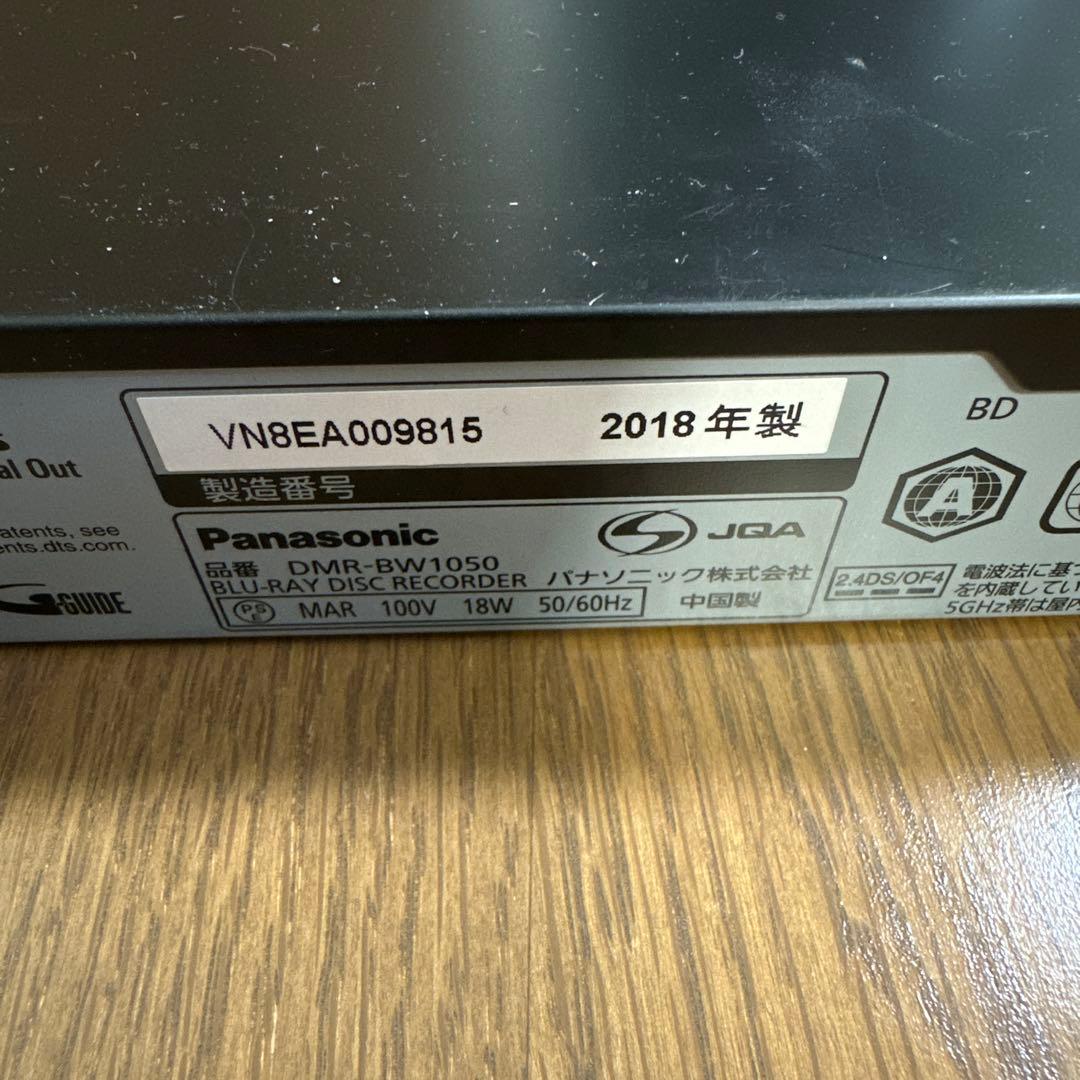 al Out
VN8EA009815 2018 年製
製造番号
atents, see
ents.dts.com.
G-GUIDE
Panasonic JQA
品番 DMR-BW1050
BLU-RAY DISC RECORDER パナソニック株式会社
PSE MAR 100V 18W 50/60Hz 中国製
BD
A
2.4DS/OF4
電波法に基
を内蔵してい
5GHz帯は屋内